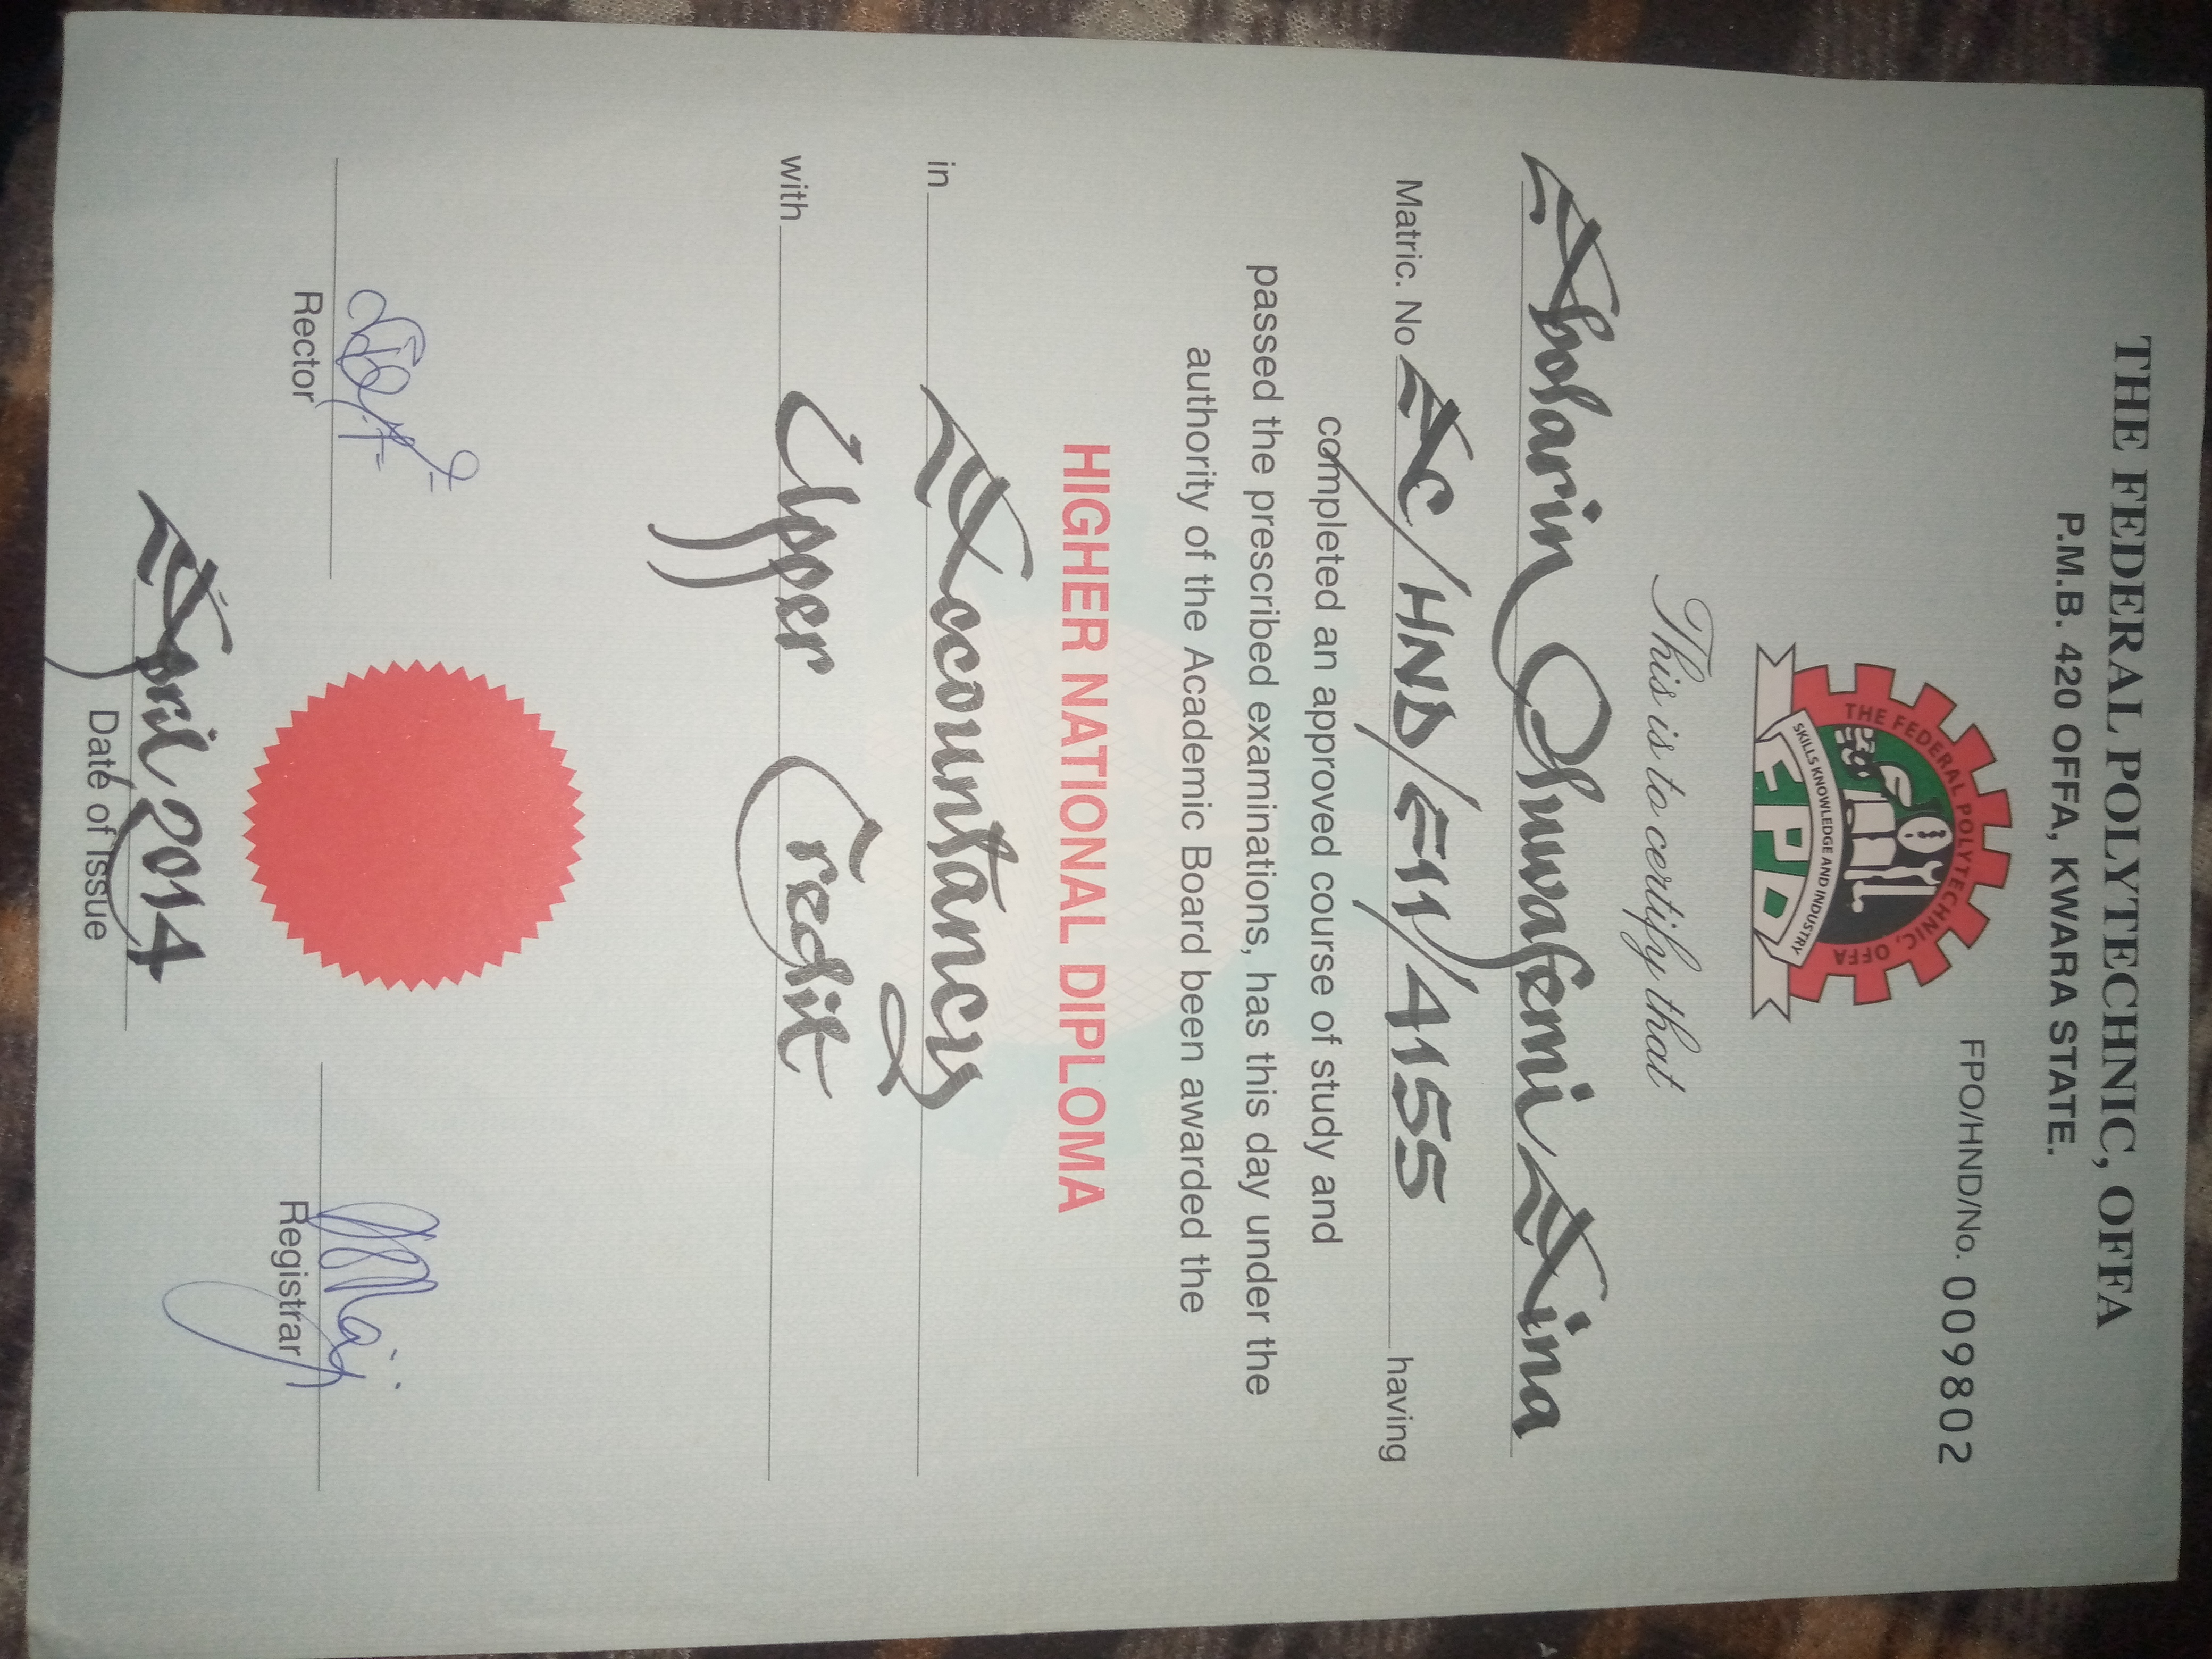 THE FEDERAL POLYTECHNIC, OFFA
P.M.B. 420 OFFA, KWARA STATE.
FPO/HND/No. 009802
THE FEDERAL POLYTECHNIC, OFFA
SKILLS KNOWLEDGE AND INDUSTRY
FPO
This is to certify that
Abolarin Oluwafemi Aina
Matric. No AC/HND/F11/4155 having
completed an approved course of study and
passed the prescribed examinations, has this day under the
authority of the Academic Board been awarded the
HIGHER NATIONAL DIPLOMA
in Accountancy
with Upper Credit
Rector
Registrar
April, 2014
Date of Issue